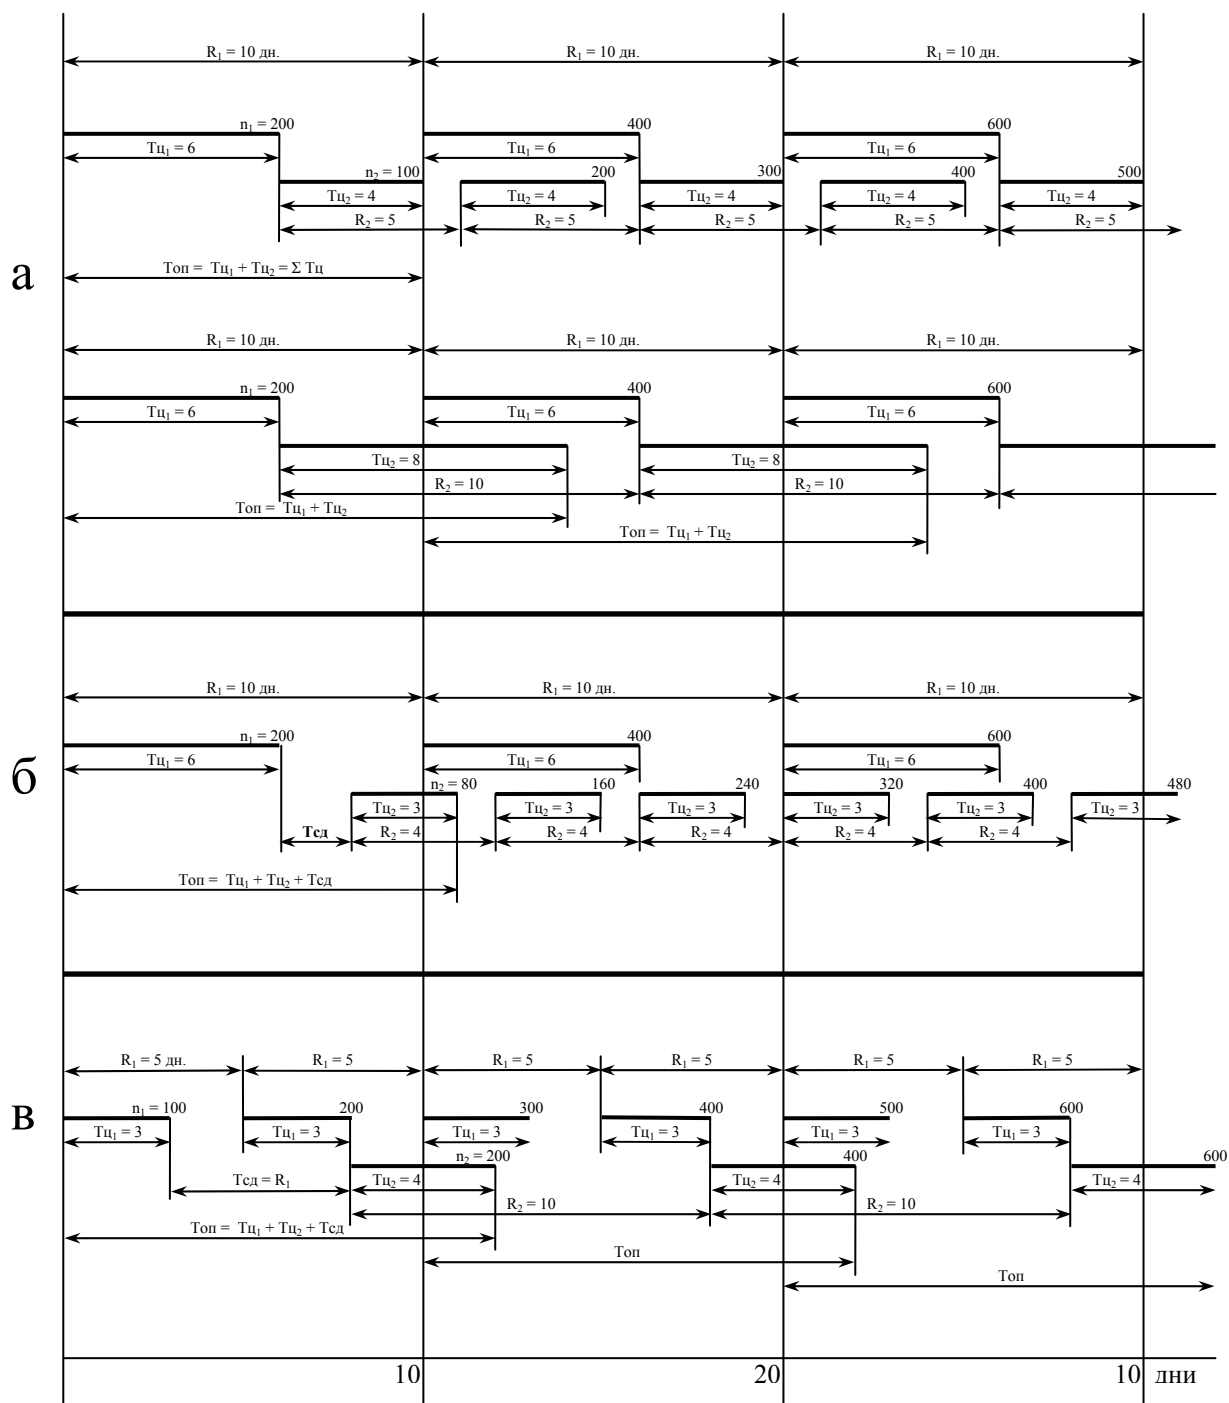 R₁ = 10 дн. R₁ = 10 дн. R₁ = 10 дн.
n₁ = 200 400 600
Тц₁ = 6 Тц₁ = 6 Тц₁ = 6
n₂ = 100 200 300 400 500
Тц₂ = 4 Тц₂ = 4 Тц₂ = 4 Тц₂ = 4 Тц₂ = 4
R₂ = 5 R₂ = 5 R₂ = 5 R₂ = 5 R₂ = 5
а
Топ = Тц₁ + Тц₂ = Σ Тц
R₁ = 10 дн. R₁ = 10 дн. R₁ = 10 дн.
n₁ = 200 400 600
Тц₁ = 6 Тц₁ = 6 Тц₁ = 6
Тц₂ = 8 Тц₂ = 8
R₂ = 10 R₂ = 10
Топ = Тц₁ + Тц₂
Топ = Тц₁ + Тц₂
R₁ = 10 дн. R₁ = 10 дн. R₁ = 10 дн.
n₁ = 200 400 600
Тц₁ = 6 Тц₁ = 6 Тц₁ = 6
б
n₂ = 80 160 240 320 400 480
Тц₂ = 3 Тц₂ = 3 Тц₂ = 3 Тц₂ = 3 Тц₂ = 3 Тц₂ = 3
Тсд R₂ = 4 R₂ = 4 R₂ = 4 R₂ = 4 R₂ = 4
Топ = Тц₁ + Тц₂ + Тсд
R₁ = 5 дн. R₁ = 5 R₁ = 5 R₁ = 5 R₁ = 5 R₁ = 5
в
n₁ = 100 200 300 400 500 600
Тц₁ = 3 Тц₁ = 3 Тц₁ = 3 Тц₁ = 3 Тц₁ = 3 Тц₁ = 3
n₂ = 200 400 600
Тсд = R₁ Тц₂ = 4 Тц₂ = 4 Тц₂ = 4
R₂ = 10 R₂ = 10
Топ = Тц₁ + Тц₂ + Тсд
Топ
Топ
10 20 10 дни